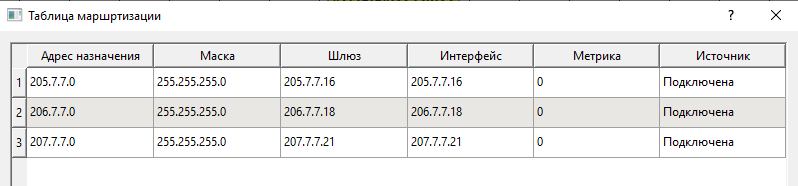 Таблица маршртизации
Адрес назначения Маска Шлюз Интерфейс Метрика Источник
1 205.7.7.0 255.255.255.0 205.7.7.16 205.7.7.16 0 Подключена
2 206.7.7.0 255.255.255.0 206.7.7.18 206.7.7.18 0 Подключена
3 207.7.7.0 255.255.255.0 207.7.7.21 207.7.7.21 0 Подключена